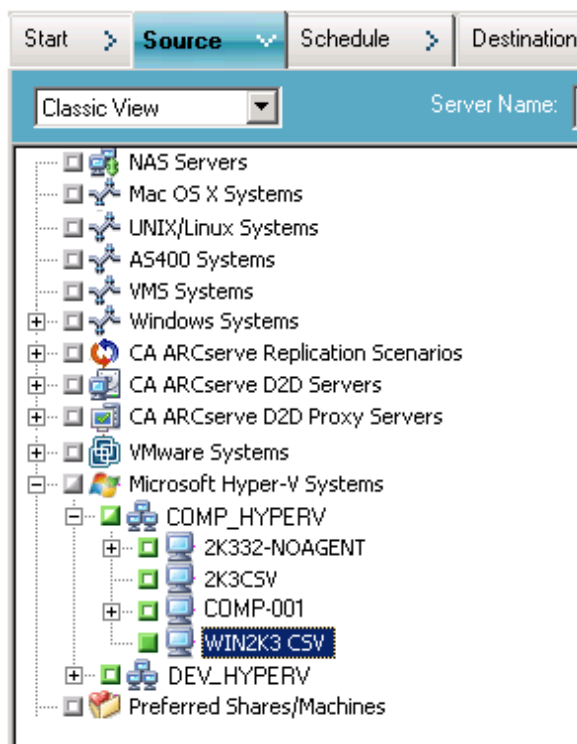 Start Source Schedule Destination
Classic View Server Name:
NAS Servers
Mac OS X Systems
UNIX/Linux Systems
AS400 Systems
VMS Systems
Windows Systems
CA ARCserve Replication Scenarios
CA ARCserve D2D Servers
CA ARCserve D2D Proxy Servers
VMware Systems
Microsoft Hyper-V Systems
COMP_HYPERV
2K332-NOAGENT
2K3CSV
COMP-001
WIN2K3 CSV
DEV_HYPERV
Preferred Shares/Machines